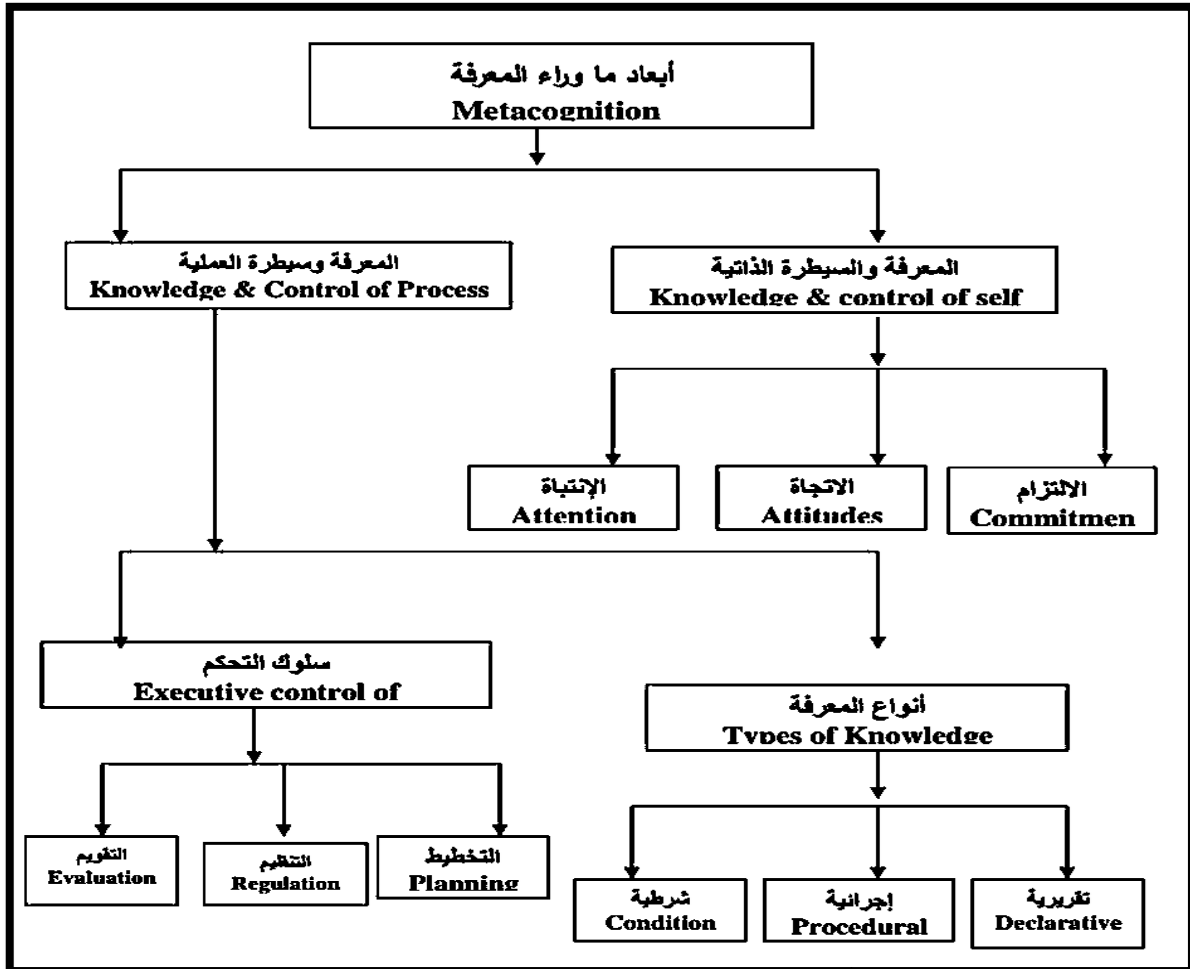 أبعاد ما وراء المعرفة
Metacognition
المعرفة وسيطرة العملية
Knowledge & Control of Process
المعرفة والسيطرة الذاتية
Knowledge & control of self
الإنتباة
Attention
الاتجاة
Attitudes
الالتزام
Commitmen
سلوك التحكم
Executive control of
أنواع المعرفة
Types of Knowledge
التقويم
Evaluation
التنظيم
Regulation
التخطيط
Planning
شرطية
Condition
إجرائية
Procedural
تقريرية
Declarative